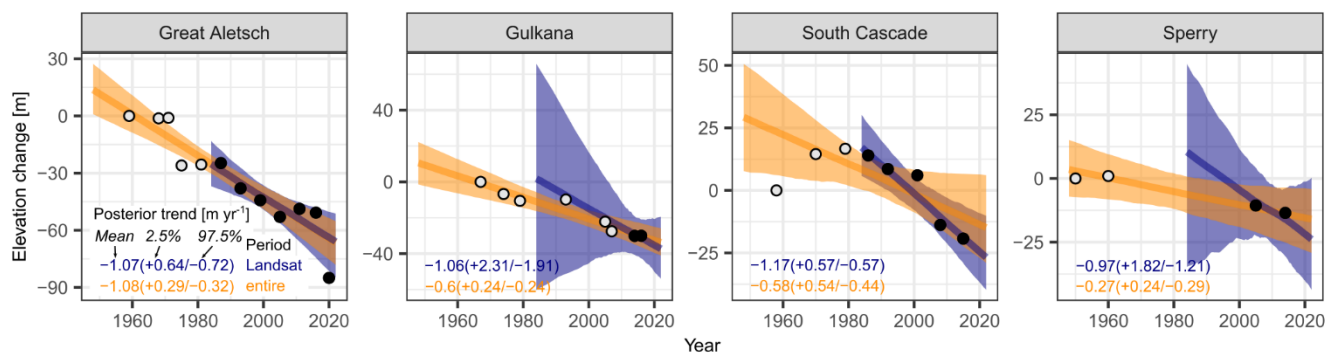 Great Aletsch
Gulkana
South Cascade
Sperry
Elevation change [m]
30
0
−30
−60
−90
Posterior trend [m yr⁻¹]
Mean 2.5% 97.5%
Period
−1.07(+0.64/−0.72) Landsat
−1.08(+0.29/−0.32) entire
1960 1980 2000 2020
40
0
−40
−1.06(+2.31/−1.91)
−0.6(+0.24/−0.24)
1960 1980 2000 2020
50
25
0
−25
−1.17(+0.57/−0.57)
−0.58(+0.54/−0.44)
1960 1980 2000 2020
25
0
−25
−0.97(+1.82/−1.21)
−0.27(+0.24/−0.29)
1960 1980 2000 2020
Year